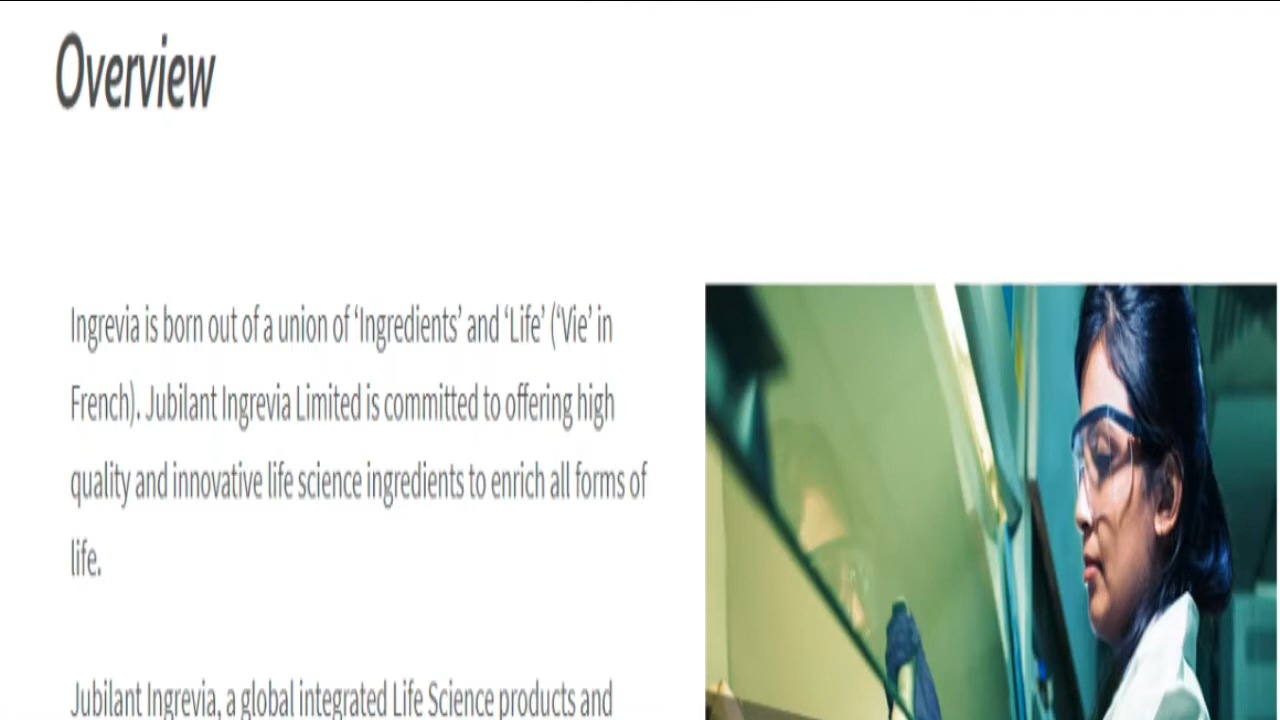 Overview
Ingrevia is born out of a union of ‘Ingredients’ and ‘Life’ (‘Vie’ in
French). Jubilant Ingrevia Limited is committed to offering high
quality and innovative life science ingredients to enrich all forms of
life.
Jubilant Ingrevia, a global integrated Life Science products and